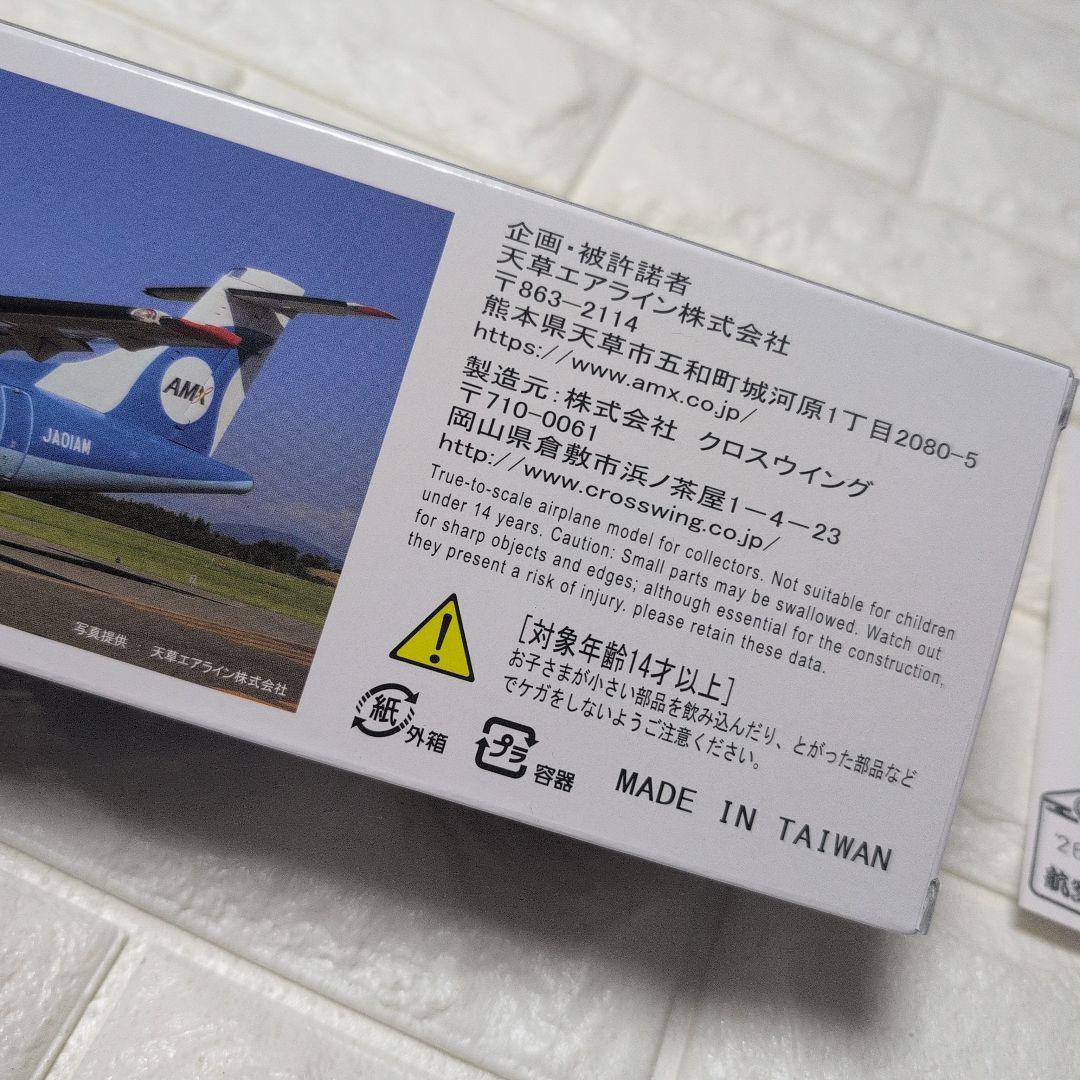 企画・被許諾者
天草エアライン株式会社
〒863-2114
熊本県天草市五和町城河原1丁目2080-5
https://www.amx.co.jp/
製造元：株式会社 クロスウイング
〒710-0061
岡山県倉敷市浜ノ茶屋1-4-23
http://www.crosswing.co.jp/
True-to-scale airplane model for collectors. Not suitable for children
under 14 years. Caution: Small parts may be swallowed. Watch out
for sharp objects and edges; although essential for the construction,
they present a risk of injury. please retain these data.
[対象年齢14才以上]
お子さまが小さい部品を飲み込んだり、とがった部品など
でケガをしないようご注意ください。
紙 外箱
プラ 容器
MADE IN TAIWAN
AMX
JA01AM
写真提供 天草エアライン株式会社